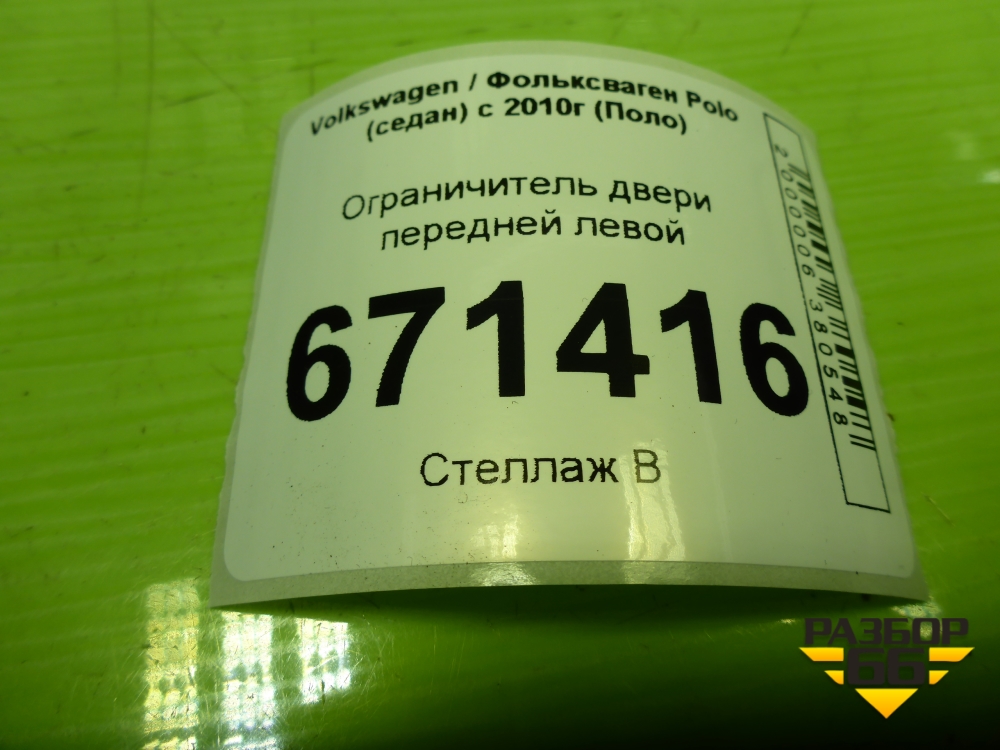 Volkswagen / Фольксваген Polo
(седан) с 2010г (Поло)
Ограничитель двери
передней левой
671416
Стеллаж В
2000006380548
РАЗБОР
66